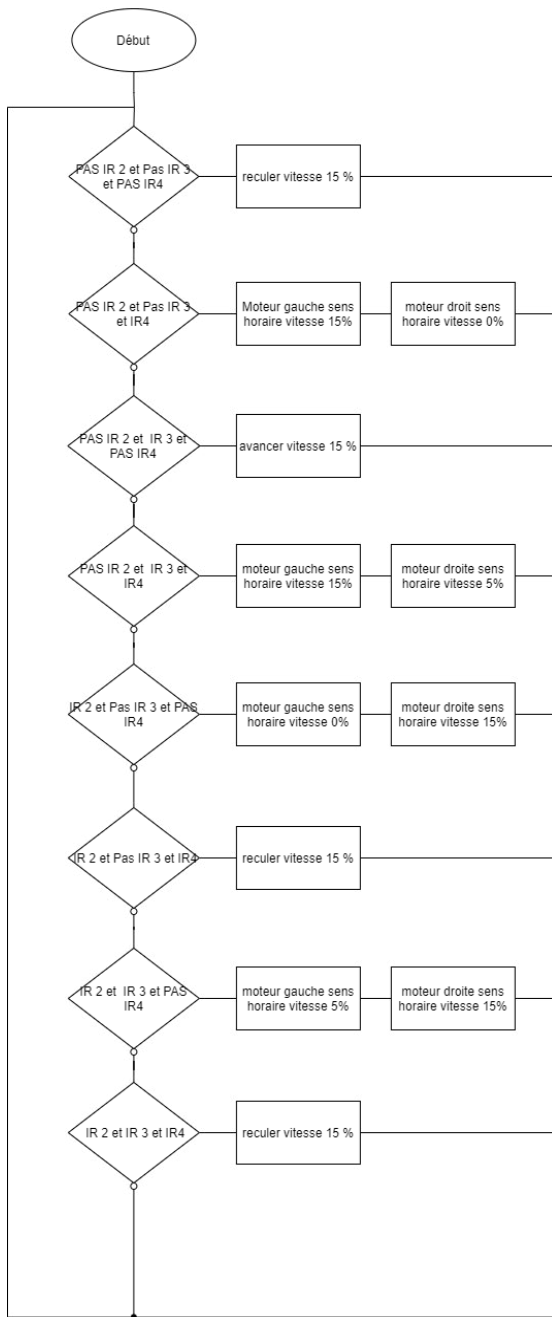 Début
PAS IR 2 et Pas IR 3
et PAS IR4
reculer vitesse 15 %
PAS IR 2 et Pas IR 3
et IR4
Moteur gauche sens
horaire vitesse 15%
moteur droit sens
horaire vitesse 0%
PAS IR 2 et IR 3 et
PAS IR4
avancer vitesse 15 %
PAS IR 2 et IR 3 et
IR4
moteur gauche sens
horaire vitesse 15%
moteur droite sens
horaire vitesse 5%
IR 2 et Pas IR 3 et PAS
IR4
moteur gauche sens
horaire vitesse 0%
moteur droite sens
horaire vitesse 15%
IR 2 et Pas IR 3 et IR4
reculer vitesse 15 %
IR 2 et IR 3 et PAS
IR4
moteur gauche sens
horaire vitesse 5%
moteur droite sens
horaire vitesse 15%
IR 2 et IR 3 et IR4
reculer vitesse 15 %